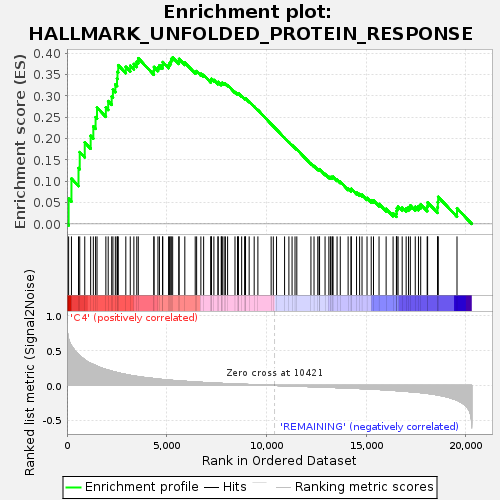 Enrichment plot:
HALLMARK_UNFOLDED_PROTEIN_RESPONSE
Enrichment score (ES)
0.40
0.35
0.30
0.25
0.20
0.15
0.10
0.05
0.00
Ranked list metric (Signal2Noise)
1.0
0.5
0.0
-0.5
'C4' (positively correlated)
Zero cross at 10421
'REMAINING' (negatively correlated)
0
5,000
10,000
15,000
20,000
Rank in Ordered Dataset
Enrichment profile
Hits
Ranking metric scores